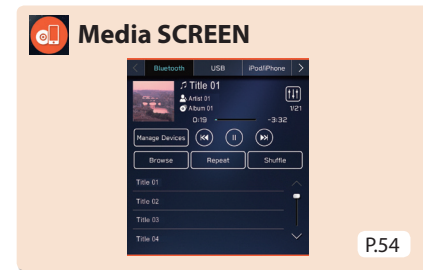 Media SCREEN
Bluetooth USB iPod/iPhone
Title 01
Artist 01
Album 01 1/21
0:19 -3:32
Manage Devices
Browse Repeat Shuffle
Title 01
Title 02
Title 03
Title 04
P.54